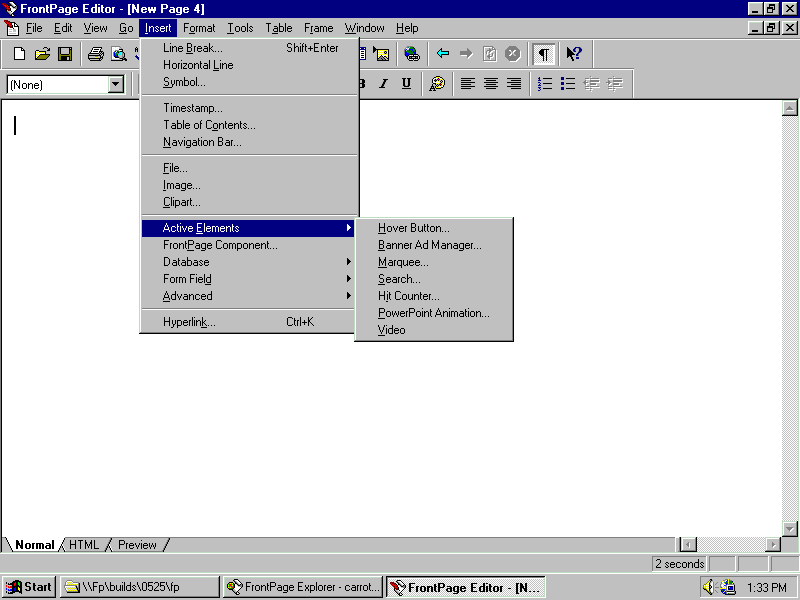 FrontPage Editor - [New Page 4]
File Edit View Go Insert Format Tools Table Frame Window Help
(None)
B I U
Line Break... Shift+Enter
Horizontal Line
Symbol...
Timestamp...
Table of Contents...
Navigation Bar...
File...
Image...
Clipart...
Active Elements
FrontPage Component...
Database
Form Field
Advanced
Hyperlink... Ctrl+K
Hover Button...
Banner Ad Manager...
Marquee...
Search...
Hit Counter...
PowerPoint Animation...
Video
Normal HTML Preview
2 seconds
Start \\Fp\builds\0525\fp FrontPage Explorer - carrot... FrontPage Editor - [N... 1:33 PM